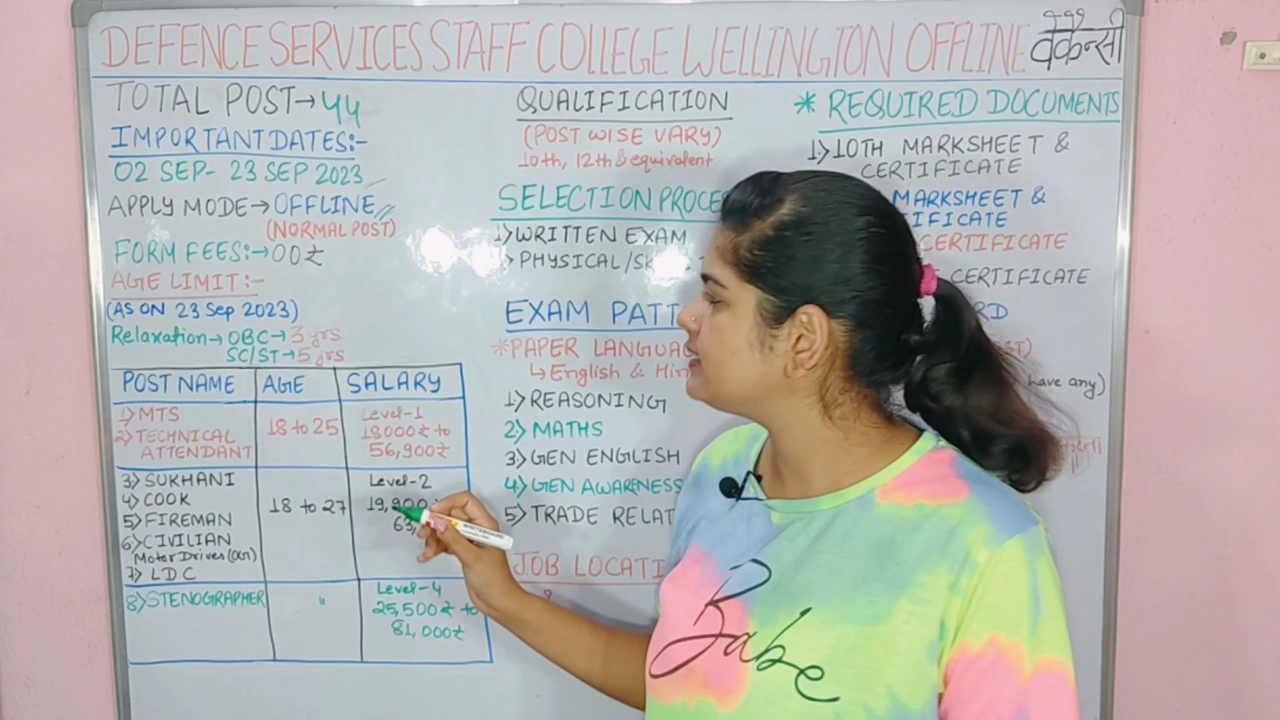 DEFENCE SERVICES STAFF COLLEGE WELLINGTON OFFLINE वैकेन्सी
TOTAL POST→44
IMPORTANT DATES:-
02 SEP- 23 SEP 2023
APPLY MODE→OFFLINE
(NORMAL POST)
FORM FEES:→00₹
AGE LIMIT:-
(AS ON 23 Sep 2023)
Relaxation→OBC→3 yrs
SC/ST→5 yrs
POST NAME AGE SALARY
1) MTS
2) TECHNICAL
ATTENDANT
18 to 25
Level-1
18000₹ to
56,900₹
3) SUKHANI
4) COOK
5) FIREMAN
6) CIVILIAN
Motor Drives(OG)
7) LDC
18 to 27
Level-2
19,900
63,
8) STENOGRAPHER
"
Level-4
25,500₹ to
81,000₹
QUALIFICATION
(POST WISE VARY)
10th, 12th & equivalent
SELECTION PROCE
1) WRITTEN EXAM
PHYSICAL/SK
EXAM PATT
*PAPER LANGUAG
↳English & Hin
1) REASONING
2) MATHS
3) GEN ENGLISH
4) GEN AWARENESS
5) TRADE RELAT
JOB LOCATI
* REQUIRED DOCUMENTS
1) 10TH MARKSHEET &
CERTIFICATE
MARKSHEET &
IFICATE
CERTIFICATE
CERTIFICATE
RD
have any)
Babe